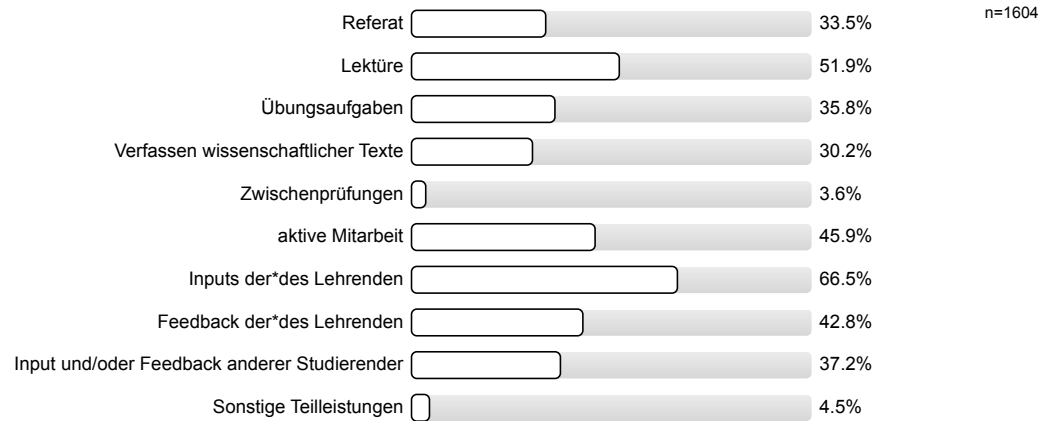 Referat 33.5% n=1604
Lektüre 51.9%
Übungsaufgaben 35.8%
Verfassen wissenschaftlicher Texte 30.2%
Zwischenprüfungen 3.6%
aktive Mitarbeit 45.9%
Inputs der*des Lehrenden 66.5%
Feedback der*des Lehrenden 42.8%
Input und/oder Feedback anderer Studierender 37.2%
Sonstige Teilleistungen 4.5%